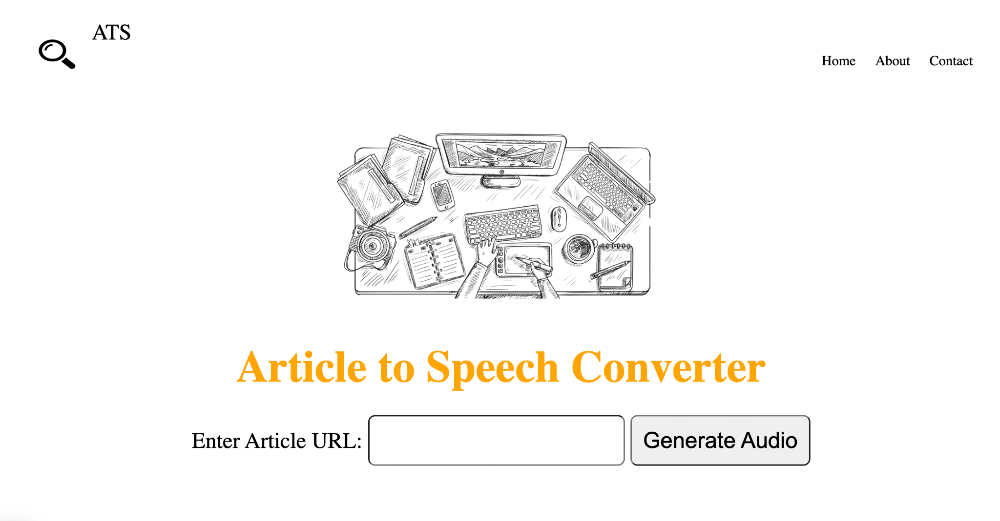 ATS
Home About Contact
Article to Speech Converter
Enter Article URL: Generate Audio